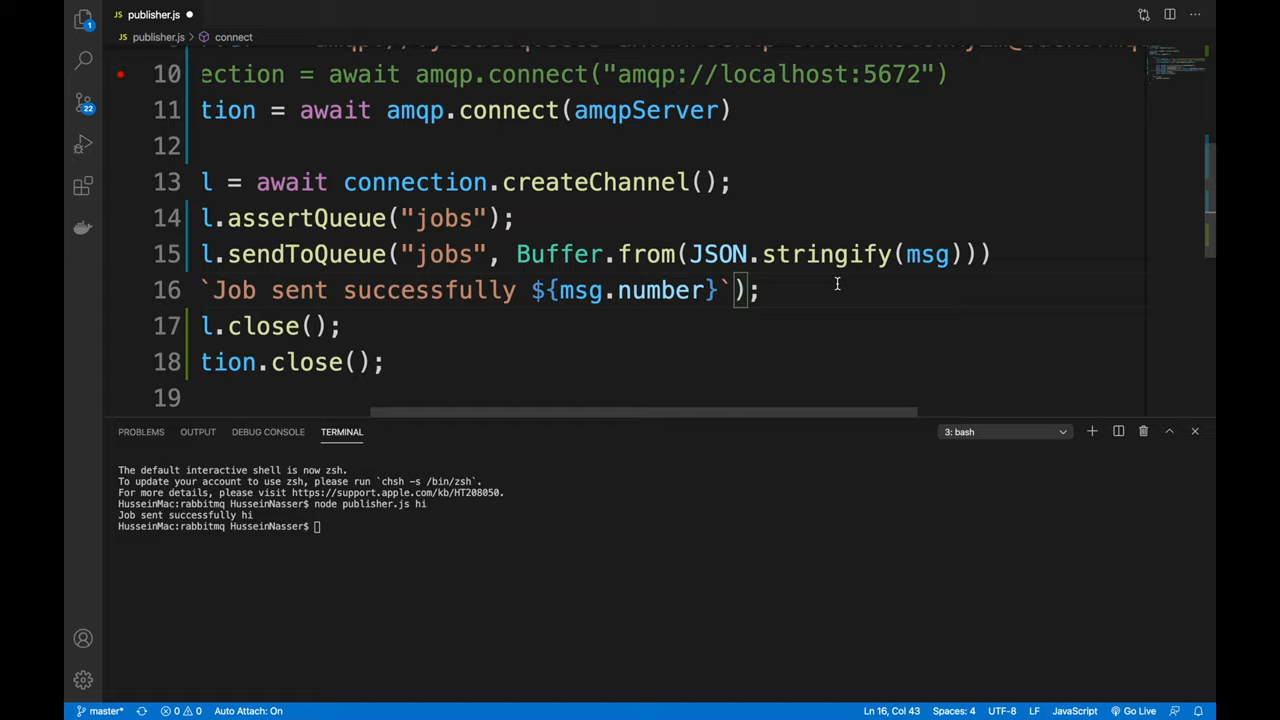 publisher.js
publisher.js > connect
10 ection = await amqp.connect("amqp://localhost:5672")
11 tion = await amqp.connect(amqpServer)
12
13 l = await connection.createChannel();
14 l.assertQueue("jobs");
15 l.sendToQueue("jobs", Buffer.from(JSON.stringify(msg)))
16 `Job sent successfully ${msg.number}`);
17 l.close();
18 tion.close();
19
PROBLEMS OUTPUT DEBUG CONSOLE TERMINAL 3: bash
The default interactive shell is now zsh.
To update your account to use zsh, please run `chsh -s /bin/zsh`.
For more details, please visit https://support.apple.com/kb/HT208050.
HusseinMac:rabbitmq HusseinNasser$ node publisher.js hi
Job sent successfully hi
HusseinMac:rabbitmq HusseinNasser$
1
22
master* 0 0 Auto Attach: On Ln 16, Col 43 Spaces: 4 UTF-8 LF JavaScript Go Live